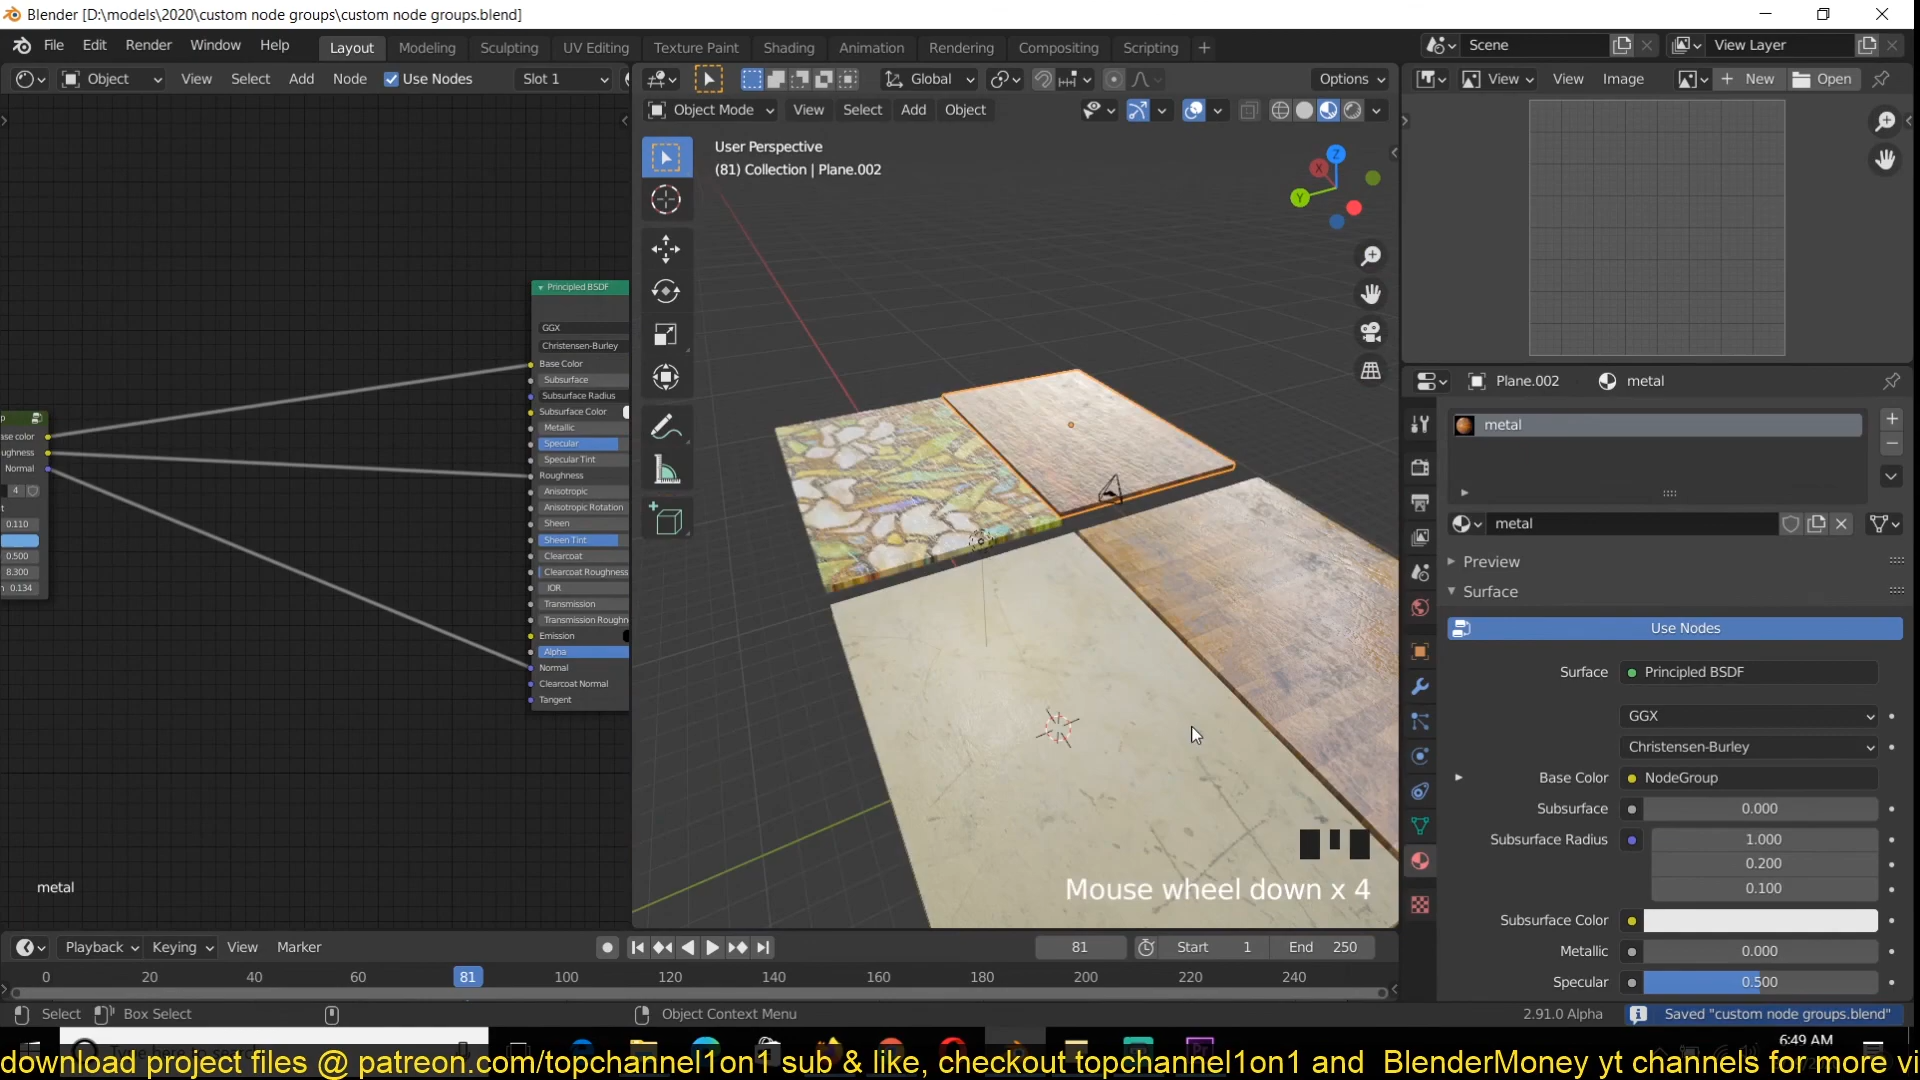 Blender [D:\models\2020\custom node groups\custom node groups.blend]
File Edit Render Window Help Layout Modeling Sculpting UV Editing Texture Paint Shading Animation Rendering Compositing Scripting Scene View Layer
Object View Select Add Node Use Nodes Slot 1 Global Options View View Image New Open
Object Mode View Select Add Object
User Perspective
(81) Collection | Plane.002
Z
X
Y
Principled BSDF
GGX
Christensen-Burley
Base Color
Subsurface
Subsurface Radius
Subsurface Color
Metallic
Specular
Specular Tint
Roughness
Anisotropic
Anisotropic Rotation
Sheen
Sheen Tint
Clearcoat
Clearcoat Roughness
IOR
Transmission
Transmission Roughn
Emission
Alpha
Normal
Clearcoat Normal
Tangent
p
ase color
ughness
Normal
4
t
0.110
0.500
8.300
n 0.134
metal
Mouse wheel down x 4
Plane.002 metal
metal
metal
Preview
Surface
Use Nodes
Surface Principled BSDF
GGX
Christensen-Burley
Base Color NodeGroup
Subsurface 0.000
Subsurface Radius 1.000
0.200
0.100
Subsurface Color
Metallic 0.000
Specular 0.500
Playback Keying View Marker 81 Start 1 End 250
0 20 40 60 81 100 120 140 160 180 200 220 240
Select Box Select Object Context Menu 2.91.0 Alpha Saved "custom node groups.blend"
6:49 AM
download project files @ patreon.com/topchannel1on1 sub & like, checkout topchannel1on1 and BlenderMoney yt channels for more vi